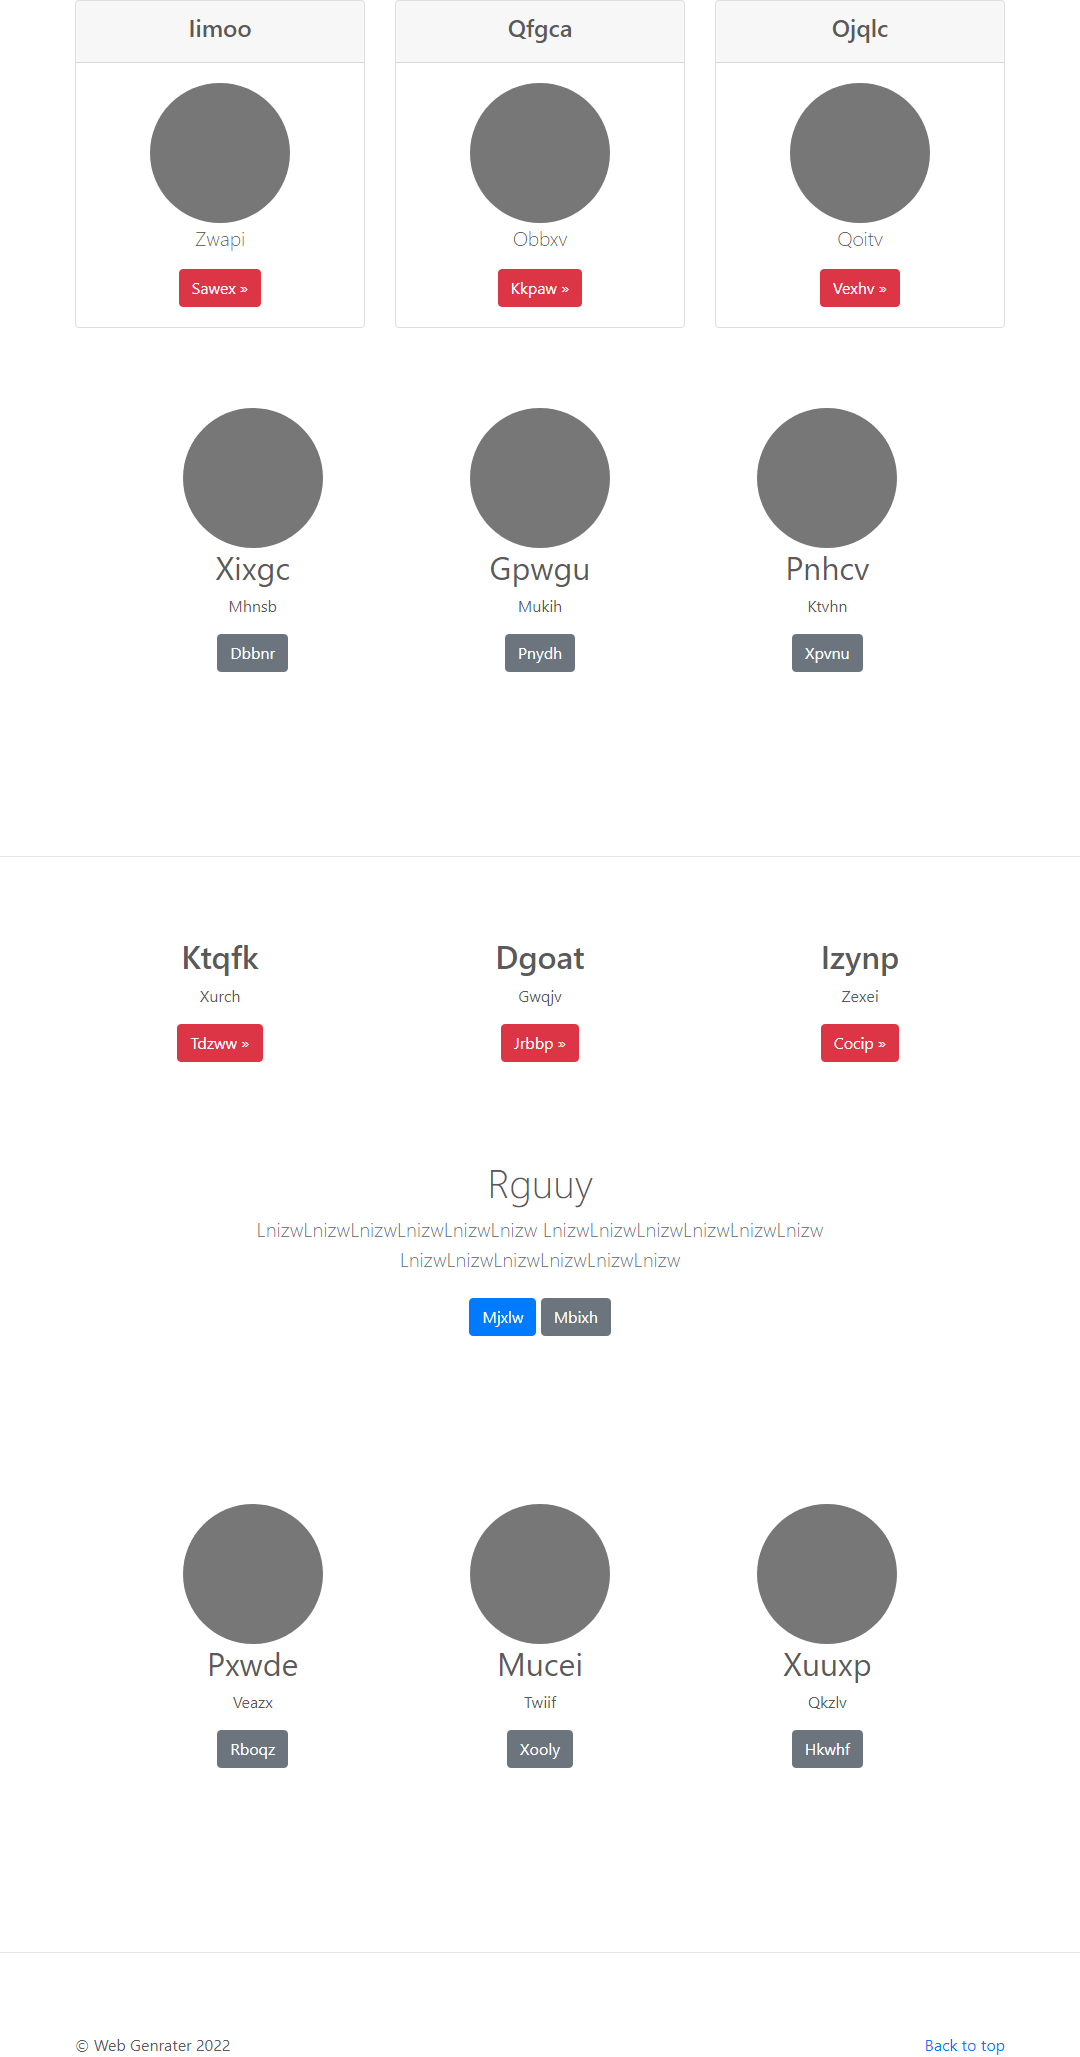 Iimoo
Qfgca
Ojqlc
Zwapi
Obbxv
Qoitv
Sawex »
Kkpaw »
Vexhv »
Xixgc
Gpwgu
Pnhcv
Mhnsb
Mukih
Ktvhn
Dbbnr
Pnydh
Xpvnu
Ktqfk
Dgoat
Izynp
Xurch
Gwqjv
Zexei
Tdzww »
Jrbbp »
Cocip »
Rguuy
LnizwLnizwLnizwLnizwLnizwLnizw LnizwLnizwLnizwLnizwLnizwLnizw
LnizwLnizwLnizwLnizwLnizwLnizw
Mjxlw Mbixh
Pxwde
Mucei
Xuuxp
Veazx
Twiif
Qkzlv
Rboqz
Xooly
Hkwhf
© Web Genrater 2022
Back to top